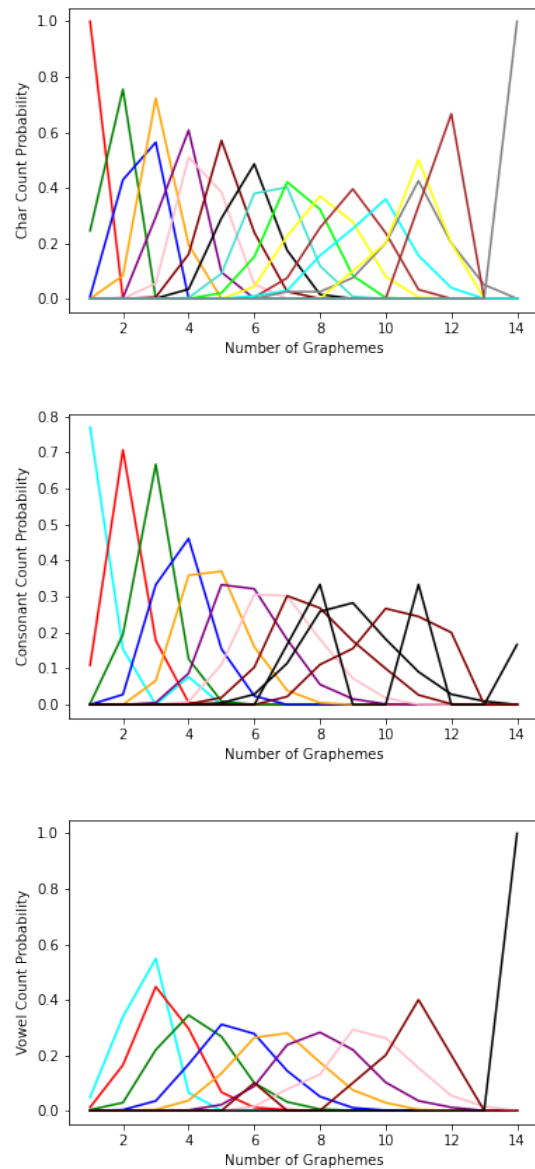 Char Count Probability
1.0
0.8
0.6
0.4
0.2
0.0
2 4 6 8 10 12 14
Number of Graphemes
Consonant Count Probability
0.8
0.7
0.6
0.5
0.4
0.3
0.2
0.1
0.0
2 4 6 8 10 12 14
Number of Graphemes
Vowel Count Probability
1.0
0.8
0.6
0.4
0.2
0.0
2 4 6 8 10 12 14
Number of Graphemes